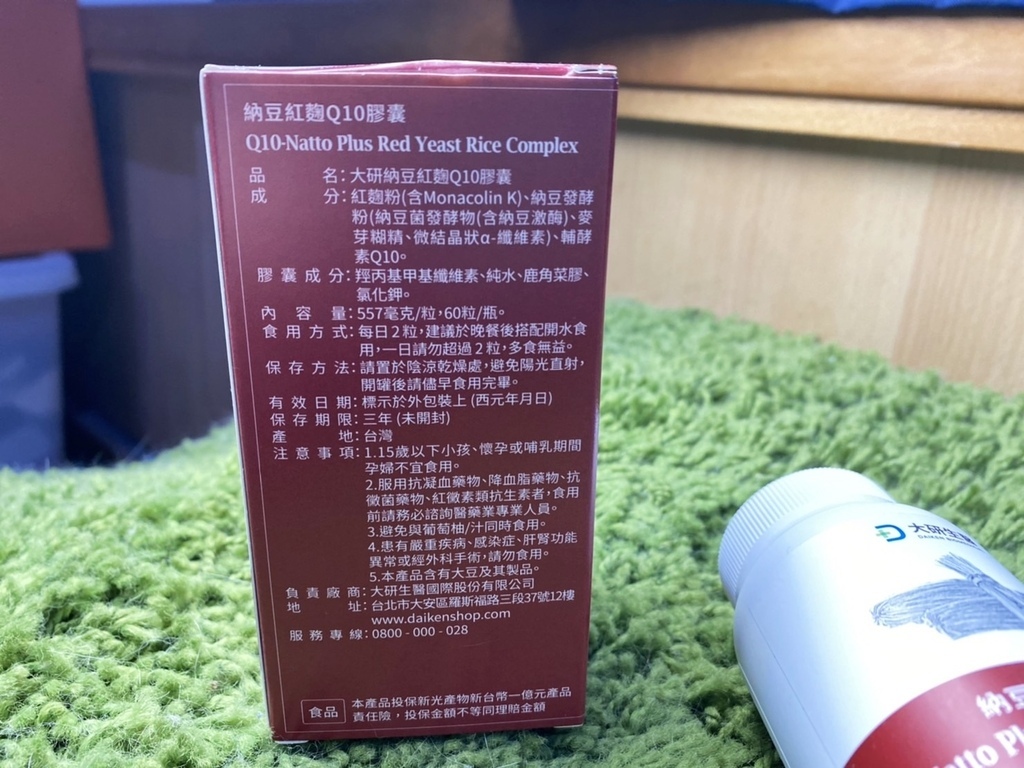 納豆紅麴Q10膠囊
Q10-Natto Plus Red Yeast Rice Complex
品名:大研納豆紅麴Q10膠囊
成分:紅麴粉(含Monacolin K)、納豆發酵
粉(納豆菌發酵物(含納豆激酶)、麥
芽糊精、微結晶狀α-纖維素)、輔酵
素Q10。
膠囊成分:羥丙基甲基纖維素、純水、鹿角菜膠、
氯化鉀。
內容量:557毫克/粒,60粒/瓶。
食用方式:每日2粒,建議於晚餐後搭配開水食
用,一日請勿超過2粒,多食無益。
保存方法:請置於陰涼乾燥處,避免陽光直射,
開罐後請儘早食用完畢。
有效日期:標示於外包裝上 (西元年月日)
保存期限:三年 (未開封)
產地:台灣
注意事項:1.15歲以下小孩、懷孕或哺乳期間
孕婦不宜食用。
2.服用抗凝血藥物、降血脂藥物、抗
黴菌藥物、紅黴素類抗生素者,食用
前請務必諮詢醫藥業專業人員。
3.避免與葡萄柚/汁同時食用。
4.患有嚴重疾病、感染症、肝腎功能
異常或經外科手術,請勿食用。
5.本產品含有大豆及其製品。
負責廠商:大研生醫國際股份有限公司
地址:台北市大安區羅斯福路三段37號12樓
www.daikenshop.com
服務專線:0800-000-028
食品
本產品投保新光產物新台幣一億元產品
責任險,投保金額不等同理賠金額
大研生醫
DAIKEN
納豆
Natto Pl